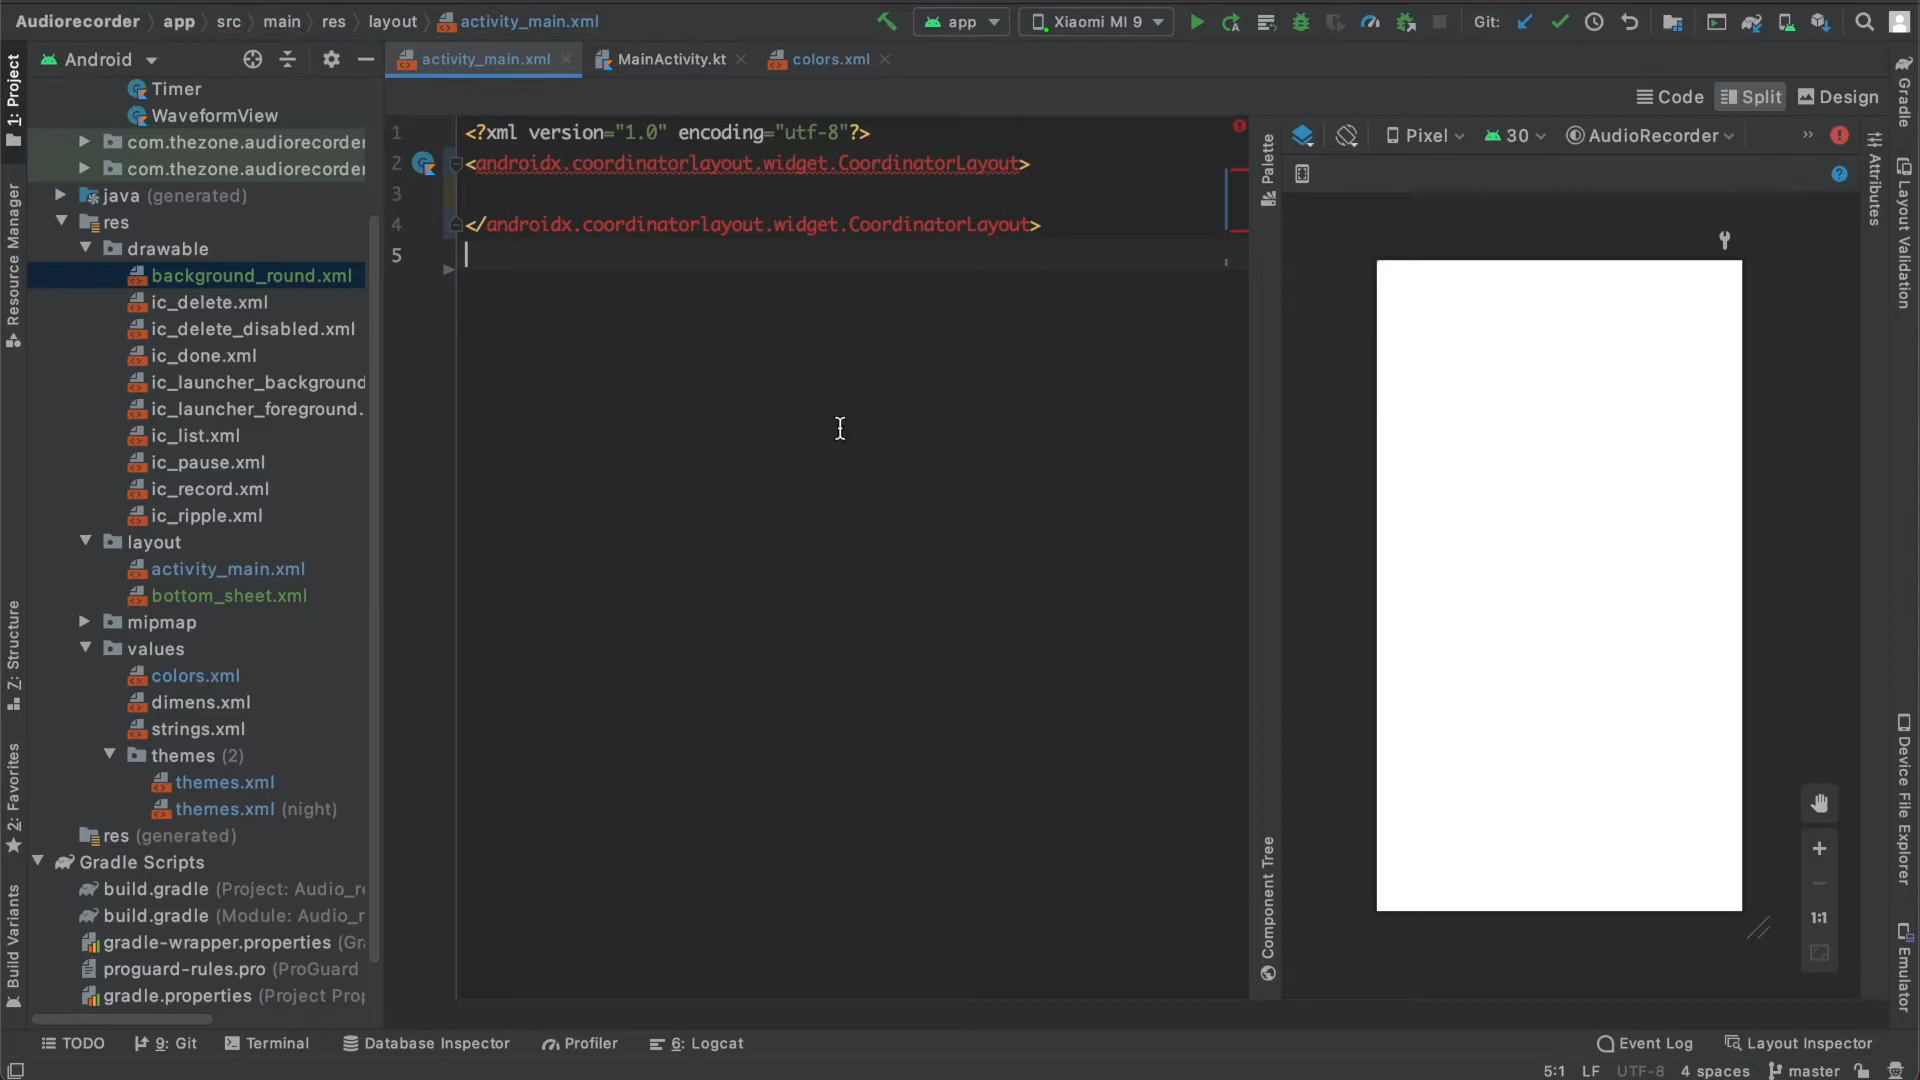 Audiorecorder app src main res layout activity_main.xml app Xiaomi MI 9 Git:
Android activity_main.xml MainActivity.kt colors.xml
Code Split Design
Pixel 30 AudioRecorder
1: Project
Resource Manager
Z: Structure
2: Favorites
Build Variants
Timer
WaveformView
com.thezone.audiorecorder
com.thezone.audiorecorder
java (generated)
res
drawable
background_round.xml
ic_delete.xml
ic_delete_disabled.xml
ic_done.xml
ic_launcher_background
ic_launcher_foreground.
ic_list.xml
ic_pause.xml
ic_record.xml
ic_ripple.xml
layout
activity_main.xml
bottom_sheet.xml
mipmap
values
colors.xml
dimens.xml
strings.xml
themes (2)
themes.xml
themes.xml (night)
res (generated)
Gradle Scripts
build.gradle (Project: Audio_re
build.gradle (Module: Audio_r
gradle-wrapper.properties (Gra
proguard-rules.pro (ProGuard
gradle.properties (Project Prop
1 <?xml version="1.0" encoding="utf-8"?>
2 <androidx.coordinatorlayout.widget.CoordinatorLayout>
3
4 </androidx.coordinatorlayout.widget.CoordinatorLayout>
5
Palette
Component Tree
1:1
Attributes
Gradle
Layout Validation
Device File Explorer
Emulator
TODO 9: Git Terminal Database Inspector Profiler 6: Logcat Event Log Layout Inspector
5:1 LF UTF-8 4 spaces master